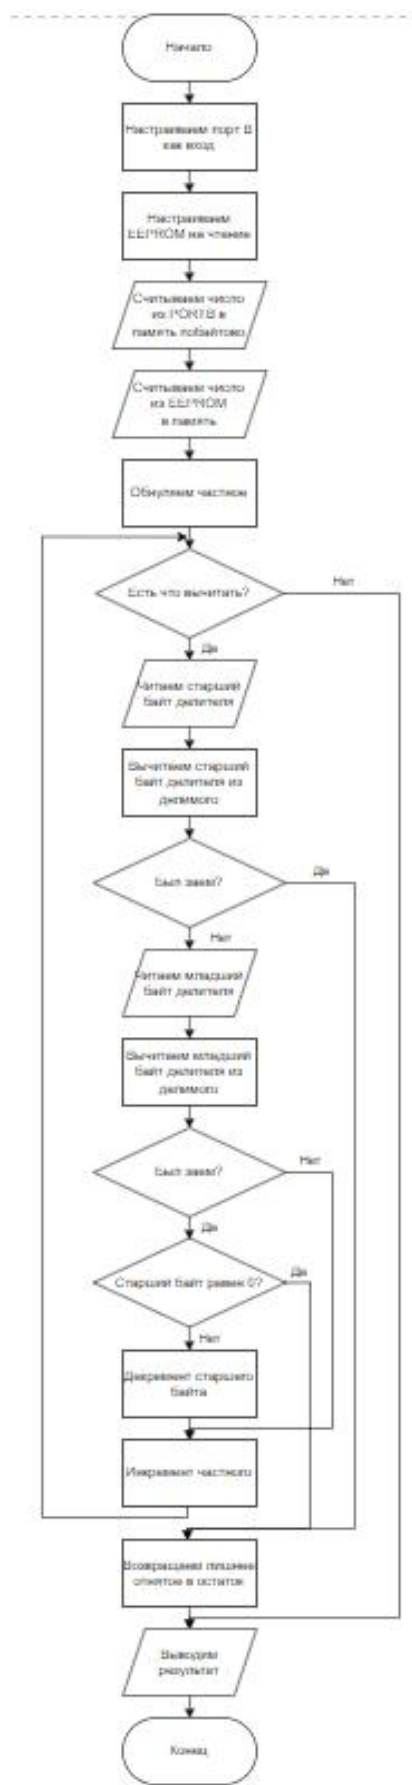 Начало
Настраиваем порт B
как вход
Настраиваем
EEPROM на чтение
Считываем число
из PORTB в
память побайтово
Считываем число
из EEPROM
в память
Обнуляем частное
Есть что вычитать?
Нет
Да
Читаем старший
байт делителя
Вычитаем старший
байт делителя из
делимого
Был заем?
Да
Нет
Читаем младший
байт делителя
Вычитаем младший
байт делителя из
делимого
Был заем?
Нет
Да
Старший байт равен 0?
Да
Нет
Декремент старшего
байта
Инкремент частного
Возвращаем лишнее
отнятое в остаток
Выводим
результат
Конец